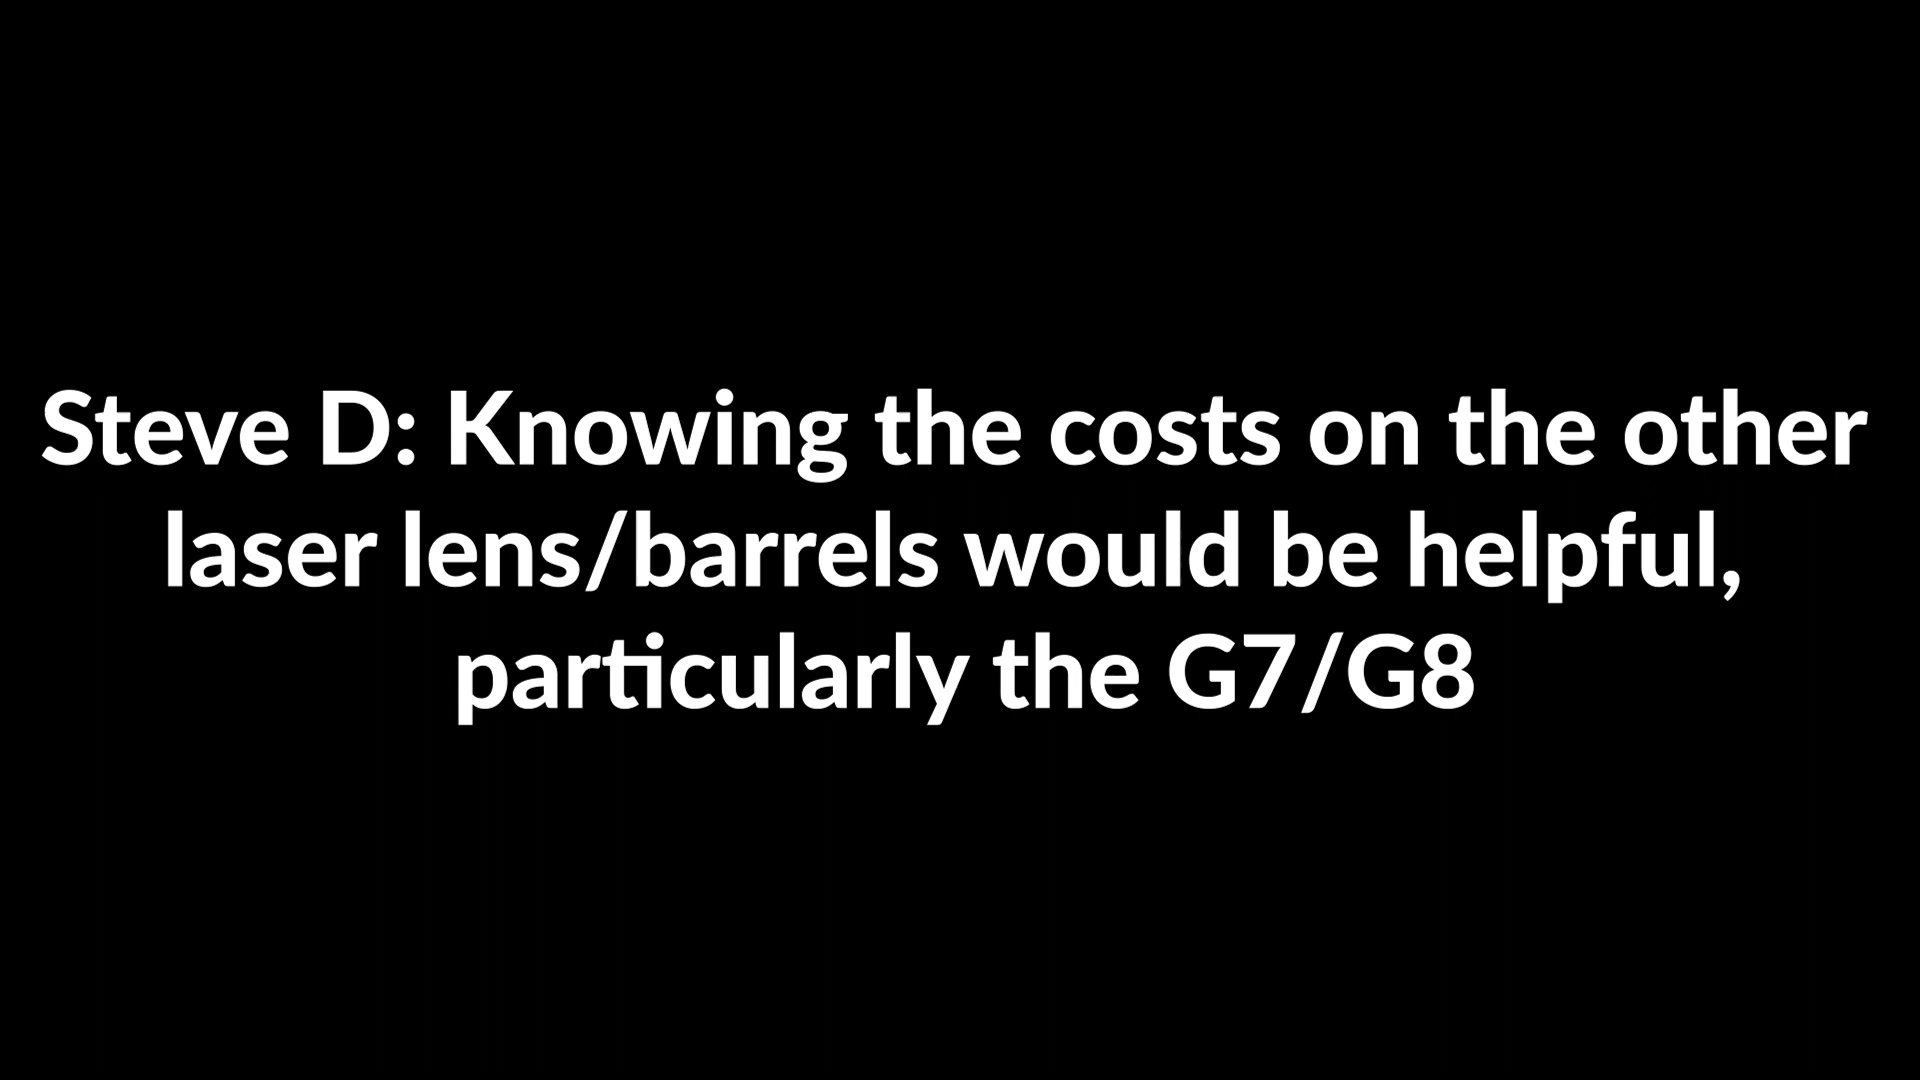 Steve D: Knowing the costs on the other
laser lens/barrels would be helpful,
particularly the G7/G8